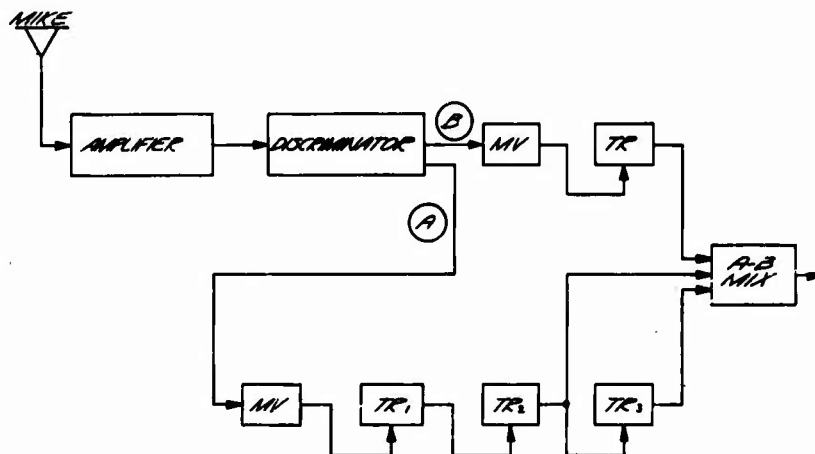 MIKE
AMPLIFIER
DISCRIMINATOR
B
MV
TR
A
A-B
MIX
MV
TR1
TR2
TR3